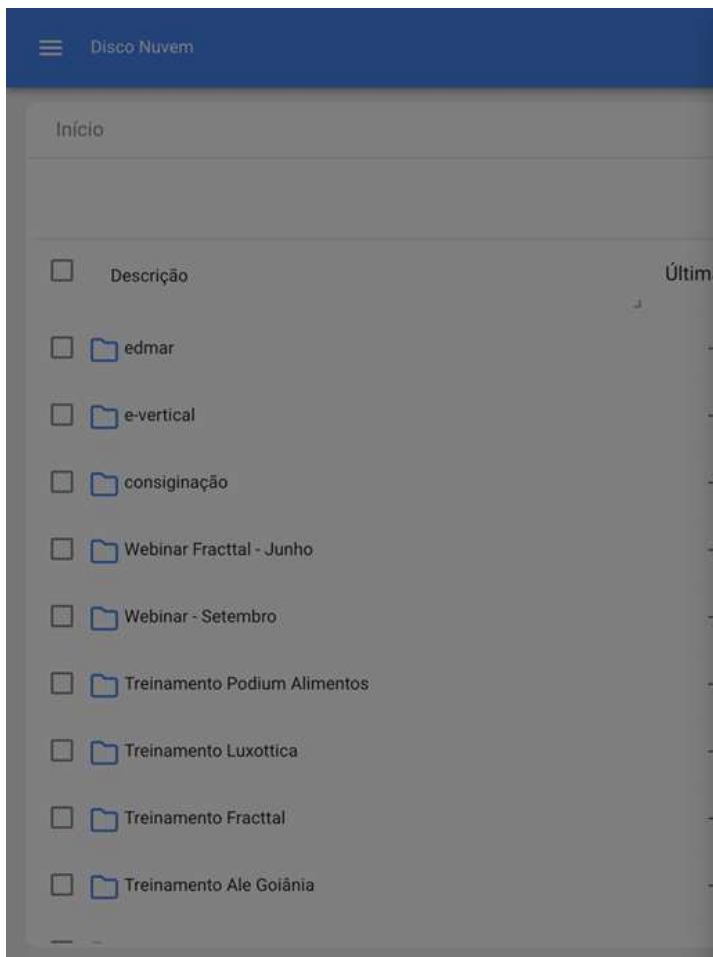 Disco Nuvem
Início
Descrição Últim
edmar
e-vertical
consiginação
Webinar Fracttal - Junho
Webinar - Setembro
Treinamento Podium Alimentos
Treinamento Luxottica
Treinamento Fracttal
Treinamento Ale Goiânia